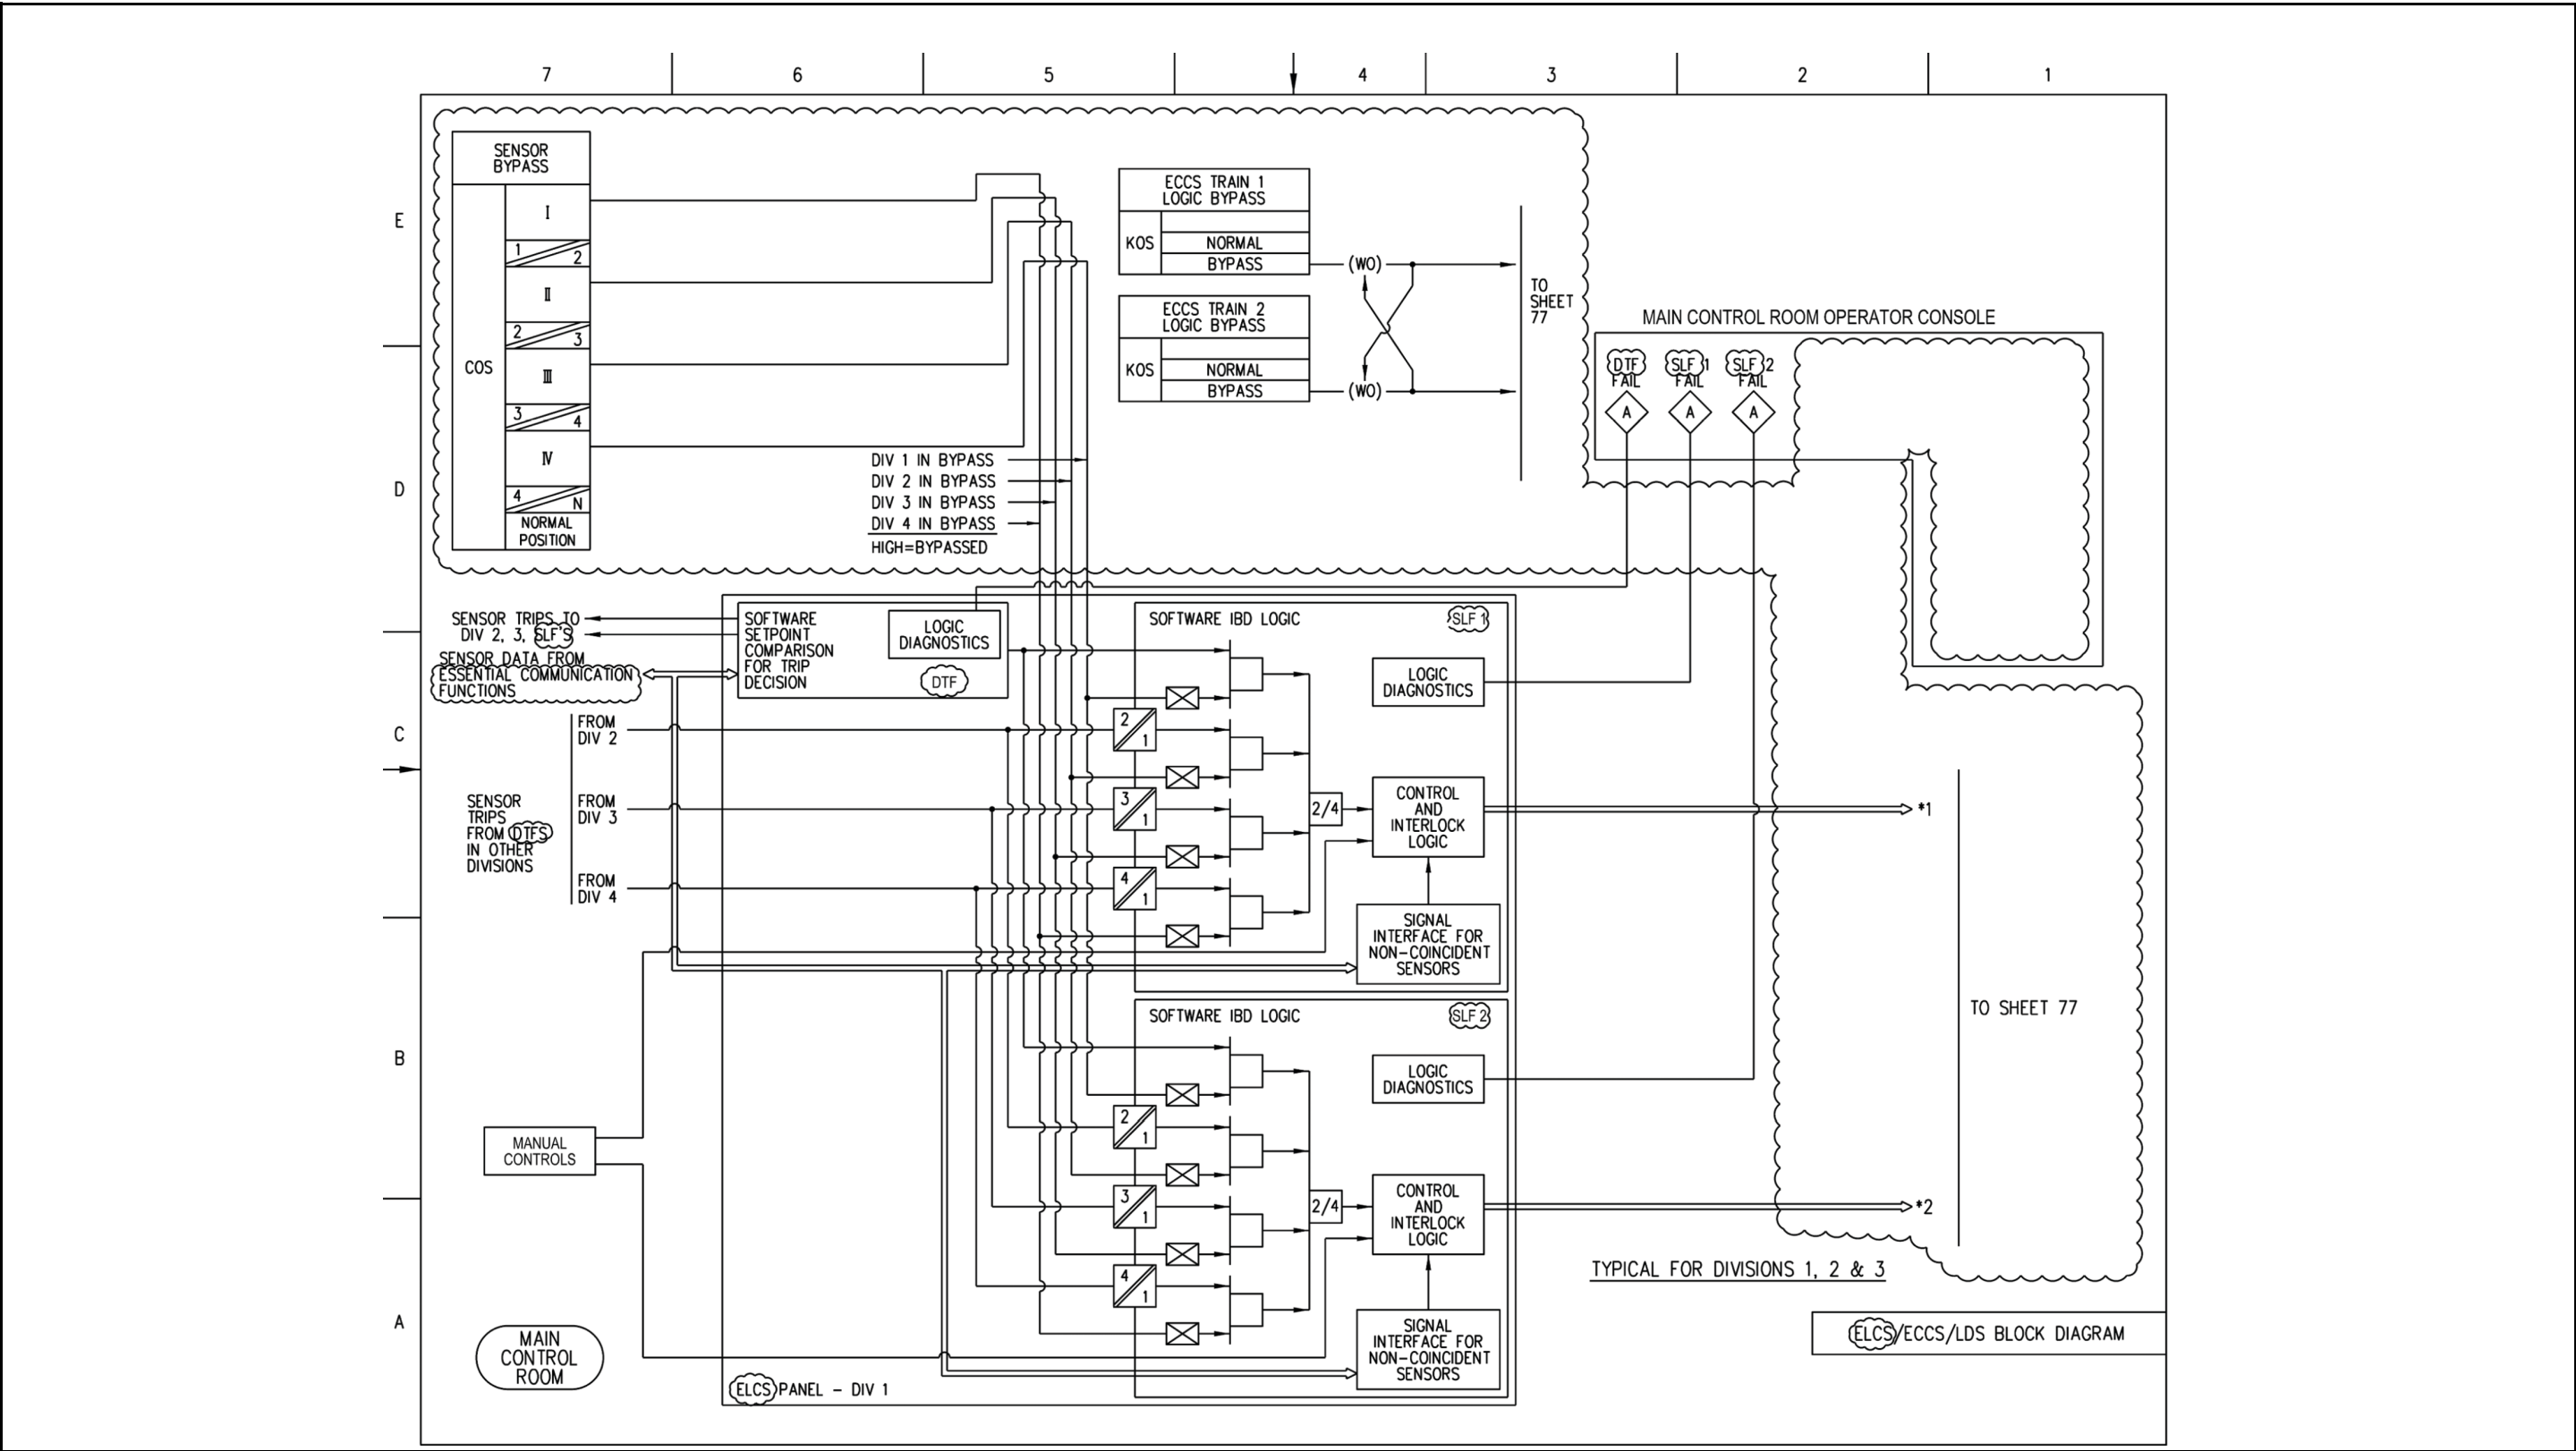 7 6 5 4 3 2 1
E
D
C
B
A
SENSOR
BYPASS
COS
I
1 2
II
2 3
III
3 4
IV
4 N
NORMAL
POSITION
ECCS TRAIN 1
LOGIC BYPASS
KOS
NORMAL
BYPASS
(WO)
ECCS TRAIN 2
LOGIC BYPASS
KOS
NORMAL
BYPASS
(WO)
TO
SHEET
77
DIV 1 IN BYPASS
DIV 2 IN BYPASS
DIV 3 IN BYPASS
DIV 4 IN BYPASS
HIGH=BYPASSED
MAIN CONTROL ROOM OPERATOR CONSOLE
DTF
FAIL
A
SLF 1
FAIL
A
SLF 2
FAIL
A
SENSOR TRIPS TO
DIV 2, 3, SLF'S
SENSOR DATA FROM
ESSENTIAL COMMUNICATION
FUNCTIONS
SOFTWARE
SETPOINT
COMPARISON
FOR TRIP
DECISION
LOGIC
DIAGNOSTICS
DTF
SENSOR
TRIPS
FROM DTFS
IN OTHER
DIVISIONS
FROM
DIV 2
FROM
DIV 3
FROM
DIV 4
SOFTWARE IBD LOGIC
SLF 1
LOGIC
DIAGNOSTICS
2 1
3 1
4 1
2/4
CONTROL
AND
INTERLOCK
LOGIC
SIGNAL
INTERFACE FOR
NON-COINCIDENT
SENSORS
*1
SOFTWARE IBD LOGIC
SLF 2
LOGIC
DIAGNOSTICS
2 1
3 1
4 1
2/4
CONTROL
AND
INTERLOCK
LOGIC
SIGNAL
INTERFACE FOR
NON-COINCIDENT
SENSORS
*2
TO SHEET 77
MANUAL
CONTROLS
MAIN
CONTROL
ROOM
ELCS PANEL - DIV 1
TYPICAL FOR DIVISIONS 1, 2 & 3
ELCS/ECCS/LDS BLOCK DIAGRAM